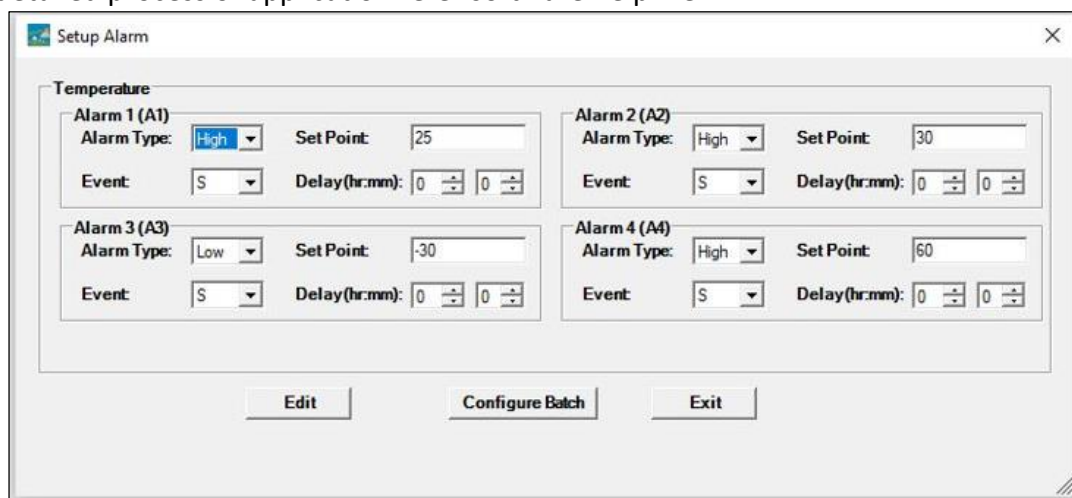 Setup Alarm
Temperature
Alarm 1 (A1)
Alarm Type: High Set Point: 25
Event: S Delay(hr:mm): 0 0
Alarm 2 (A2)
Alarm Type: High Set Point: 30
Event: S Delay(hr:mm): 0 0
Alarm 3 (A3)
Alarm Type: Low Set Point: -30
Event: S Delay(hr:mm): 0 0
Alarm 4 (A4)
Alarm Type: High Set Point: 60
Event: S Delay(hr:mm): 0 0
Edit Configure Batch Exit